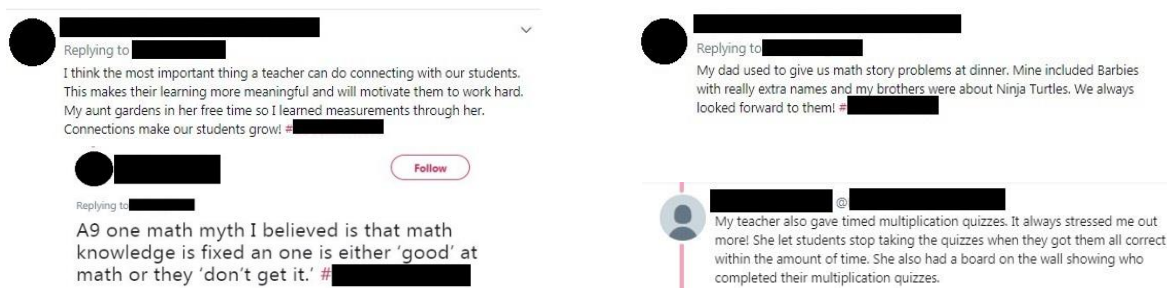 Replying to
I think the most important thing a teacher can do connecting with our students.
This makes their learning more meaningful and will motivate them to work hard.
My aunt gardens in her free time so I learned measurements through her.
Connections make our students grow! #
Follow
Replying to
A9 one math myth I believed is that math
knowledge is fixed an one is either 'good' at
math or they 'don't get it.' #
Replying to
My dad used to give us math story problems at dinner. Mine included Barbies
with really extra names and my brothers were about Ninja Turtles. We always
looked forward to them! #
@
My teacher also gave timed multiplication quizzes. It always stressed me out
more! She let students stop taking the quizzes when they got them all correct
within the amount of time. She also had a board on the wall showing who
completed their multiplication quizzes.